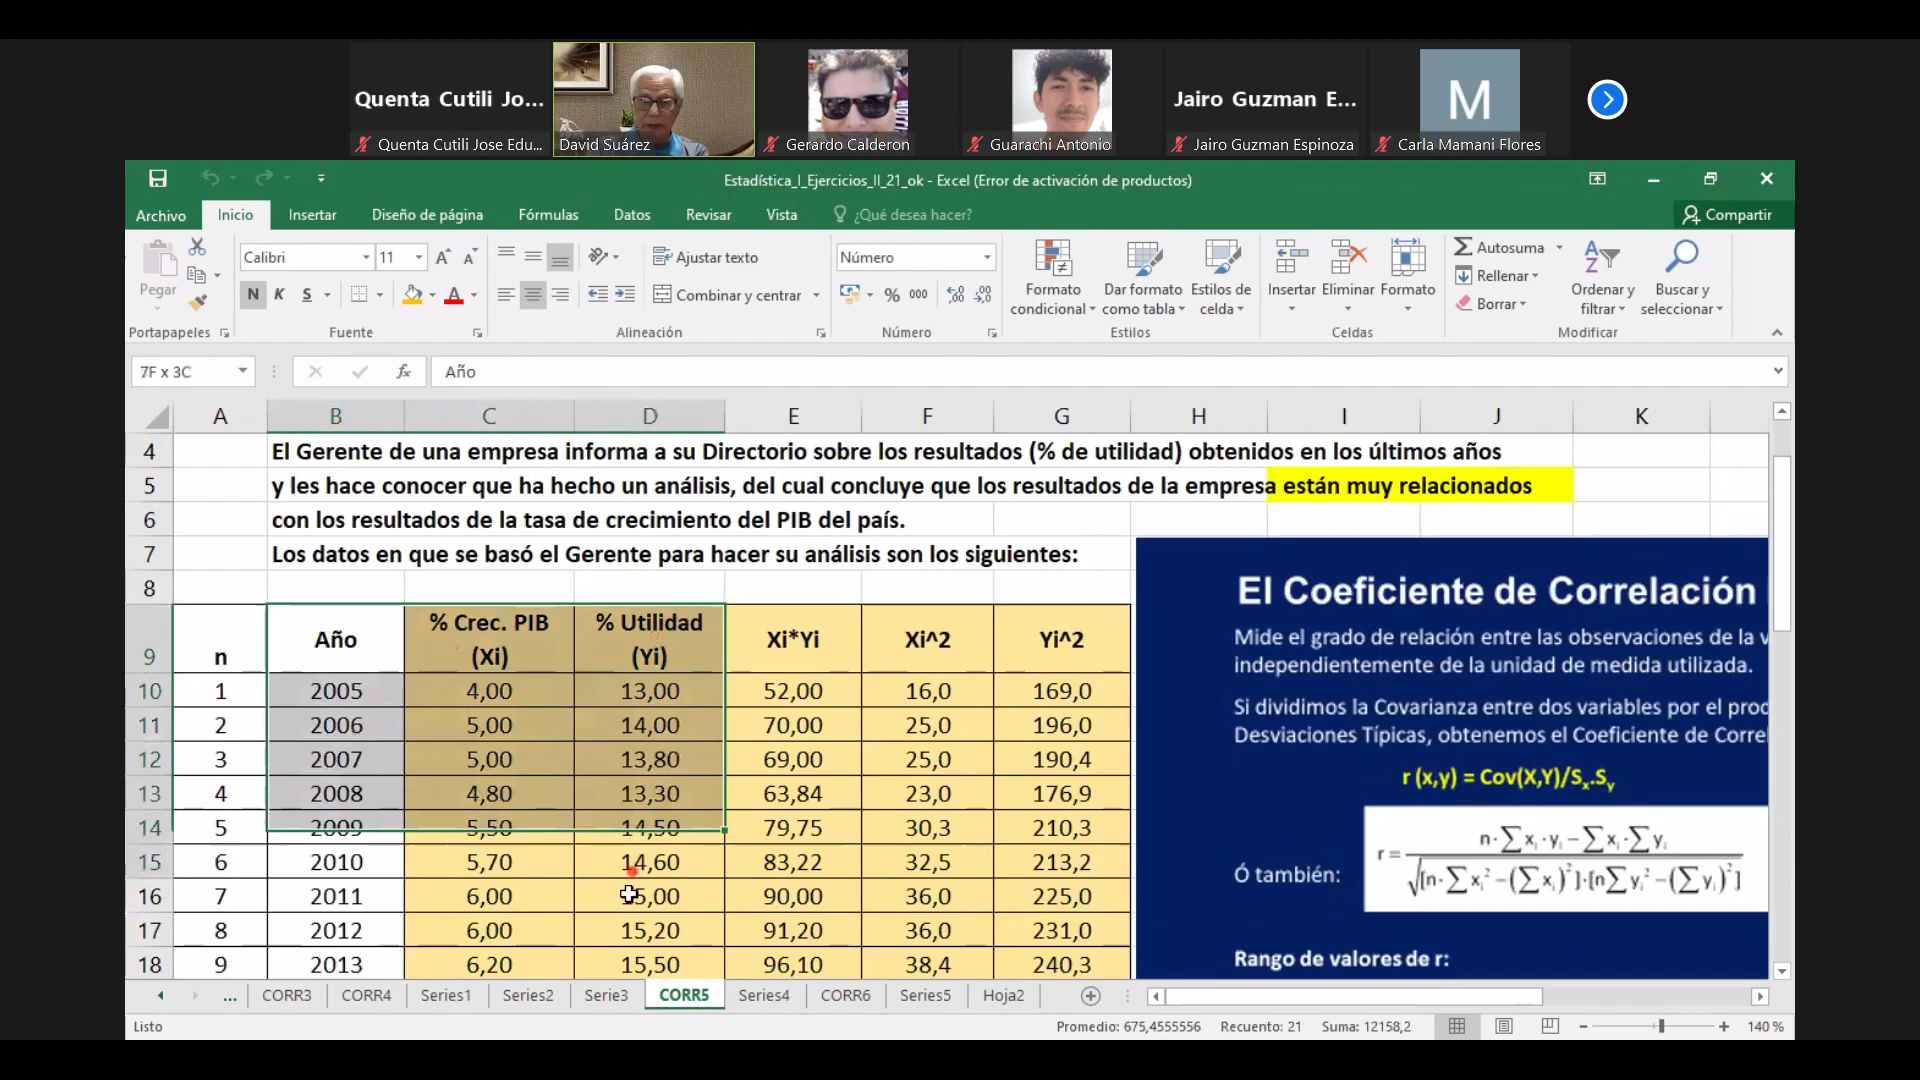 Quenta Cutili Jo...
Jairo Guzman E...
M
Quenta Cutili Jose Edu...
David Suárez
Gerardo Calderon
Guarachi Antonio
Jairo Guzman Espinoza
Carla Mamani Flores
Estadística_I_Ejercicios_II_21_ok - Excel (Error de activación de productos)
Archivo Inicio Insertar Diseño de página Fórmulas Datos Revisar Vista ¿Qué desea hacer? Compartir
Pegar
Calibri 11
N K S
Ajustar texto
Combinar y centrar
Número
% 000
Formato condicional
Dar formato como tabla
Estilos de celda
Insertar Eliminar Formato
Autosuma
Rellenar
Borrar
Ordenar y filtrar
Buscar y seleccionar
Portapapeles Fuente Alineación Número Estilos Celdas Modificar
7F x 3C fx Año
A B C D E F G H I J K
4 El Gerente de una empresa informa a su Directorio sobre los resultados (% de utilidad) obtenidos en los últimos años
5 y les hace conocer que ha hecho un análisis, del cual concluye que los resultados de la empresa están muy relacionados
6 con los resultados de la tasa de crecimiento del PIB del país.
7 Los datos en que se basó el Gerente para hacer su análisis son los siguientes:
8
9 n Año % Crec. PIB (Xi) % Utilidad (Yi) Xi*Yi Xi^2 Yi^2
10 1 2005 4,00 13,00 52,00 16,0 169,0
11 2 2006 5,00 14,00 70,00 25,0 196,0
12 3 2007 5,00 13,80 69,00 25,0 190,4
13 4 2008 4,80 13,30 63,84 23,0 176,9
14 5 2009 5,50 14,50 79,75 30,3 210,3
15 6 2010 5,70 14,60 83,22 32,5 213,2
16 7 2011 6,00 5,00 90,00 36,0 225,0
17 8 2012 6,00 15,20 91,20 36,0 231,0
18 9 2013 6,20 15,50 96,10 38,4 240,3
El Coeficiente de Correlación
Mide el grado de relación entre las observaciones de la v
independientemente de la unidad de medida utilizada.
Si dividimos la Covarianza entre dos variables por el prod
Desviaciones Típicas, obtenemos el Coeficiente de Corre
r (x,y) = Cov(X,Y)/Sx.Sy
Ó también:
r = n·∑xi·yi−∑xi·∑yi / √[n·∑xi²−(∑xi)²]·[n∑yi²−(∑yi)²]
Rango de valores de r:
... CORR3 CORR4 Series1 Series2 Serie3 CORR5 Series4 CORR6 Series5 Hoja2
Listo Promedio: 675,4555556 Recuento: 21 Suma: 12158,2 140 %